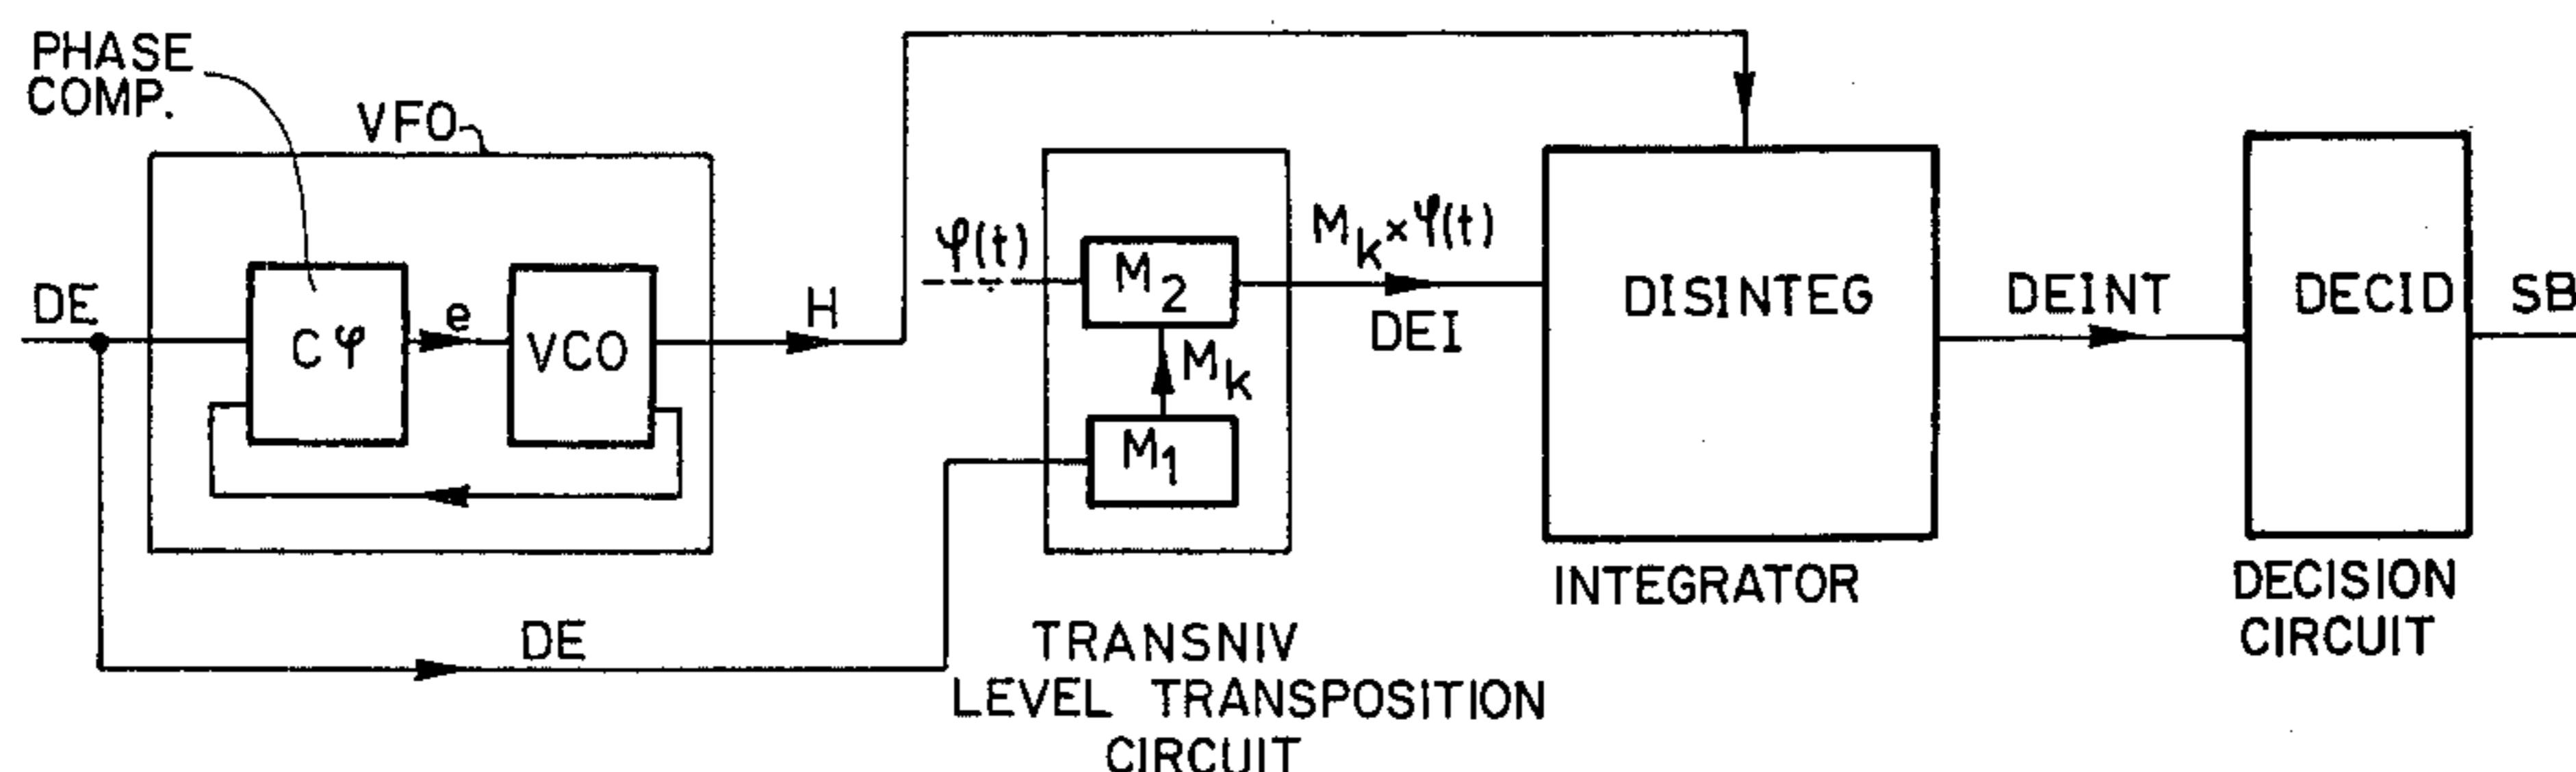 PHASE
COMP.
VFO
DE
Cφ
e
VCO
H
φ(t)
M2
Mk
M1
Mk×φ(t)
DEI
DISINTEG
INTEGRATOR
DEINT
DECID
SB
DECISION
CIRCUIT
DE
TRANSNIV
LEVEL TRANSPOSITION
CIRCUIT